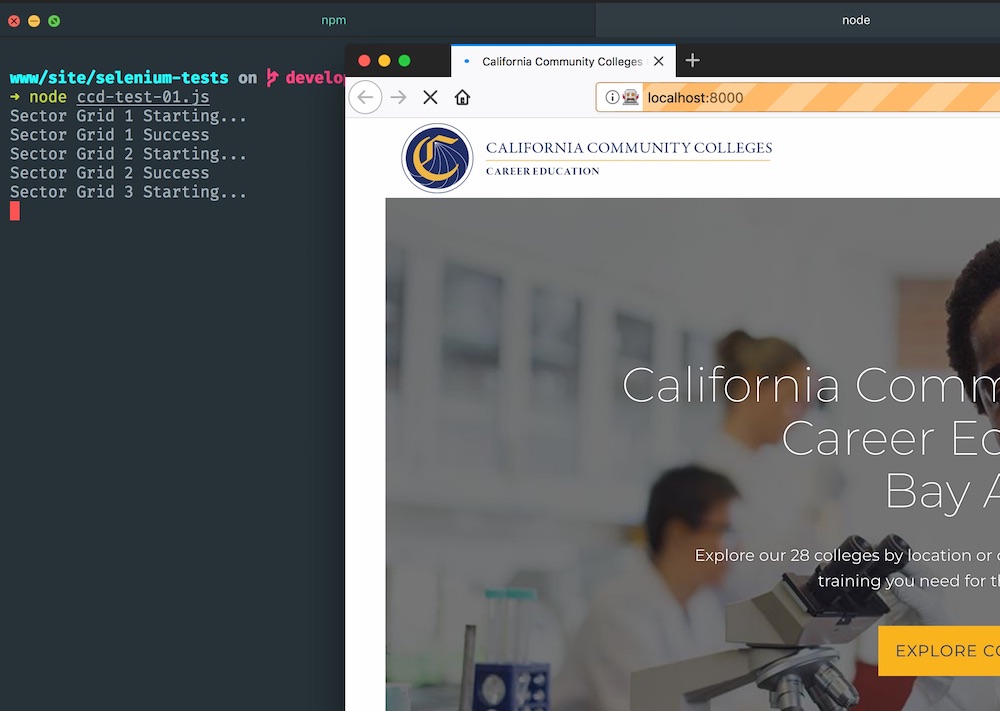 npm
node
www/site/selenium-tests on develo
→ node ccd-test-01.js
Sector Grid 1 Starting...
Sector Grid 1 Success
Sector Grid 2 Starting...
Sector Grid 2 Success
Sector Grid 3 Starting...
California Community Colleges
localhost:8000
CALIFORNIA COMMUNITY COLLEGES
CAREER EDUCATION
California Comm
Career Ed
Bay A
Explore our 28 colleges by location or
training you need for th
EXPLORE CO